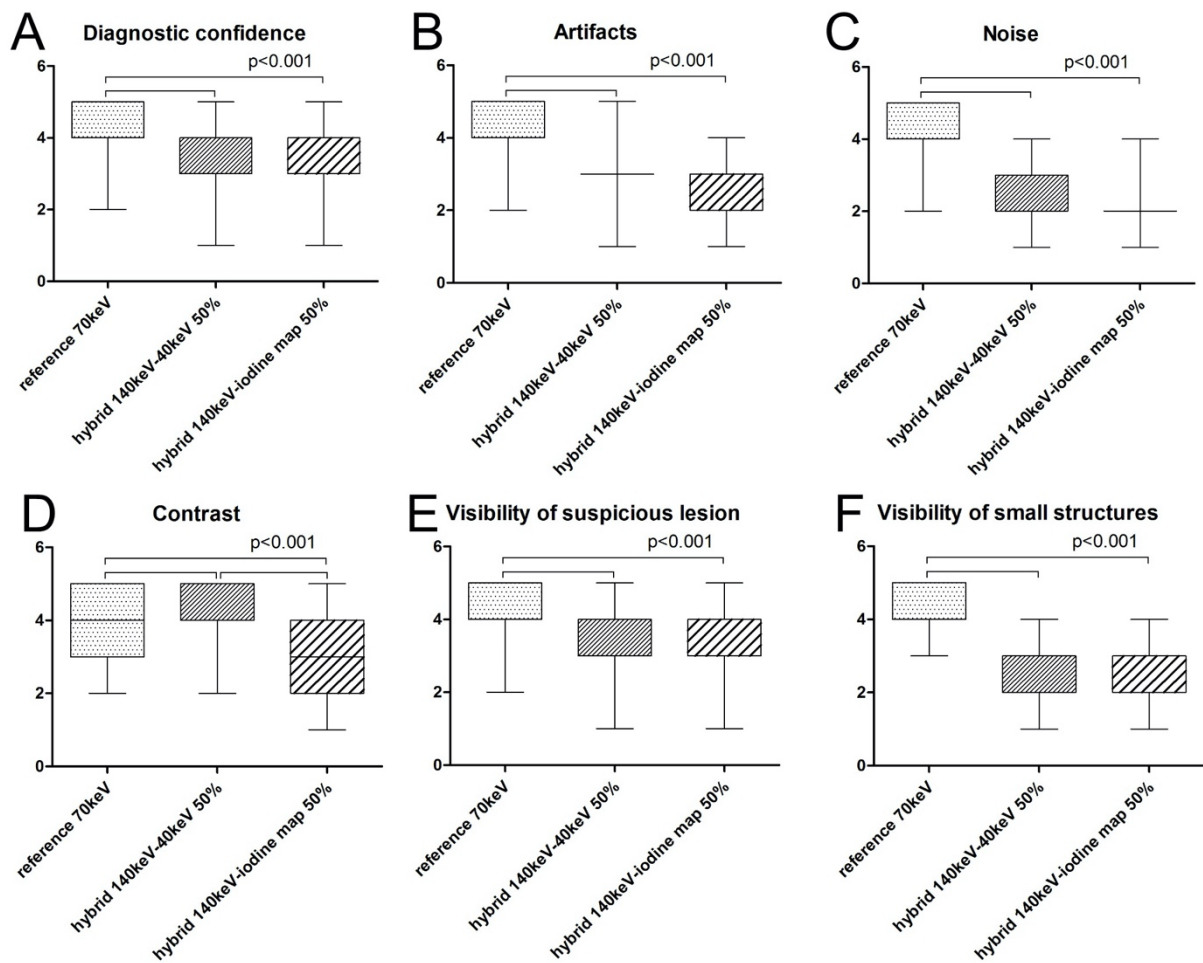 A
Diagnostic confidence
p<0.001
6
4
2
0
reference 70keV
hybrid 140keV-40keV 50%
hybrid 140keV-iodine map 50%
B
Artifacts
p<0.001
6
4
2
0
reference 70keV
hybrid 140keV-40keV 50%
hybrid 140keV-iodine map 50%
C
Noise
p<0.001
6
4
2
0
reference 70keV
hybrid 140keV-40keV 50%
hybrid 140keV-iodine map 50%
D
Contrast
p<0.001
6
4
2
0
reference 70keV
hybrid 140keV-40keV 50%
hybrid 140keV-iodine map 50%
E
Visibility of suspicious lesion
p<0.001
6
4
2
0
reference 70keV
hybrid 140keV-40keV 50%
hybrid 140keV-iodine map 50%
F
Visibility of small structures
p<0.001
6
4
2
0
reference 70keV
hybrid 140keV-40keV 50%
hybrid 140keV-iodine map 50%